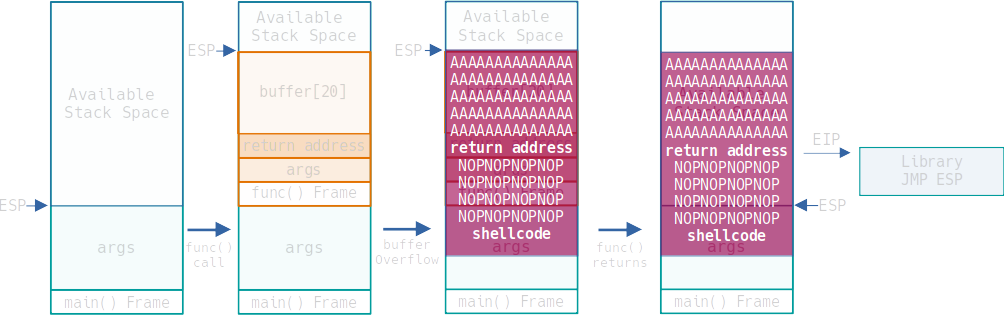 Available
Stack Space
ESP
args
main() Frame
func()
call
Available
Stack Space
ESP
buffer[20]
return address
args
func() Frame
args
main() Frame
buffer
Overflow
Available
Stack Space
ESP
AAAAAAAAAAAAAA
AAAAAAAAAAAAAA
AAAAAAAAAAAAAA
AAAAAAAAAAAAAA
AAAAAAAAAAAAAA
return address
NOPNOPNOPNOP
NOPNOPNOPNOP
NOPNOPNOPNOP
NOPNOPNOPNOP
shellcode
args
main() Frame
func()
returns
AAAAAAAAAAAAAA
AAAAAAAAAAAAAA
AAAAAAAAAAAAAA
AAAAAAAAAAAAAA
AAAAAAAAAAAAAA
return address
NOPNOPNOPNOP
NOPNOPNOPNOP
NOPNOPNOPNOP
NOPNOPNOPNOP
shellcode
args
main() Frame
EIP
ESP
Library
JMP ESP